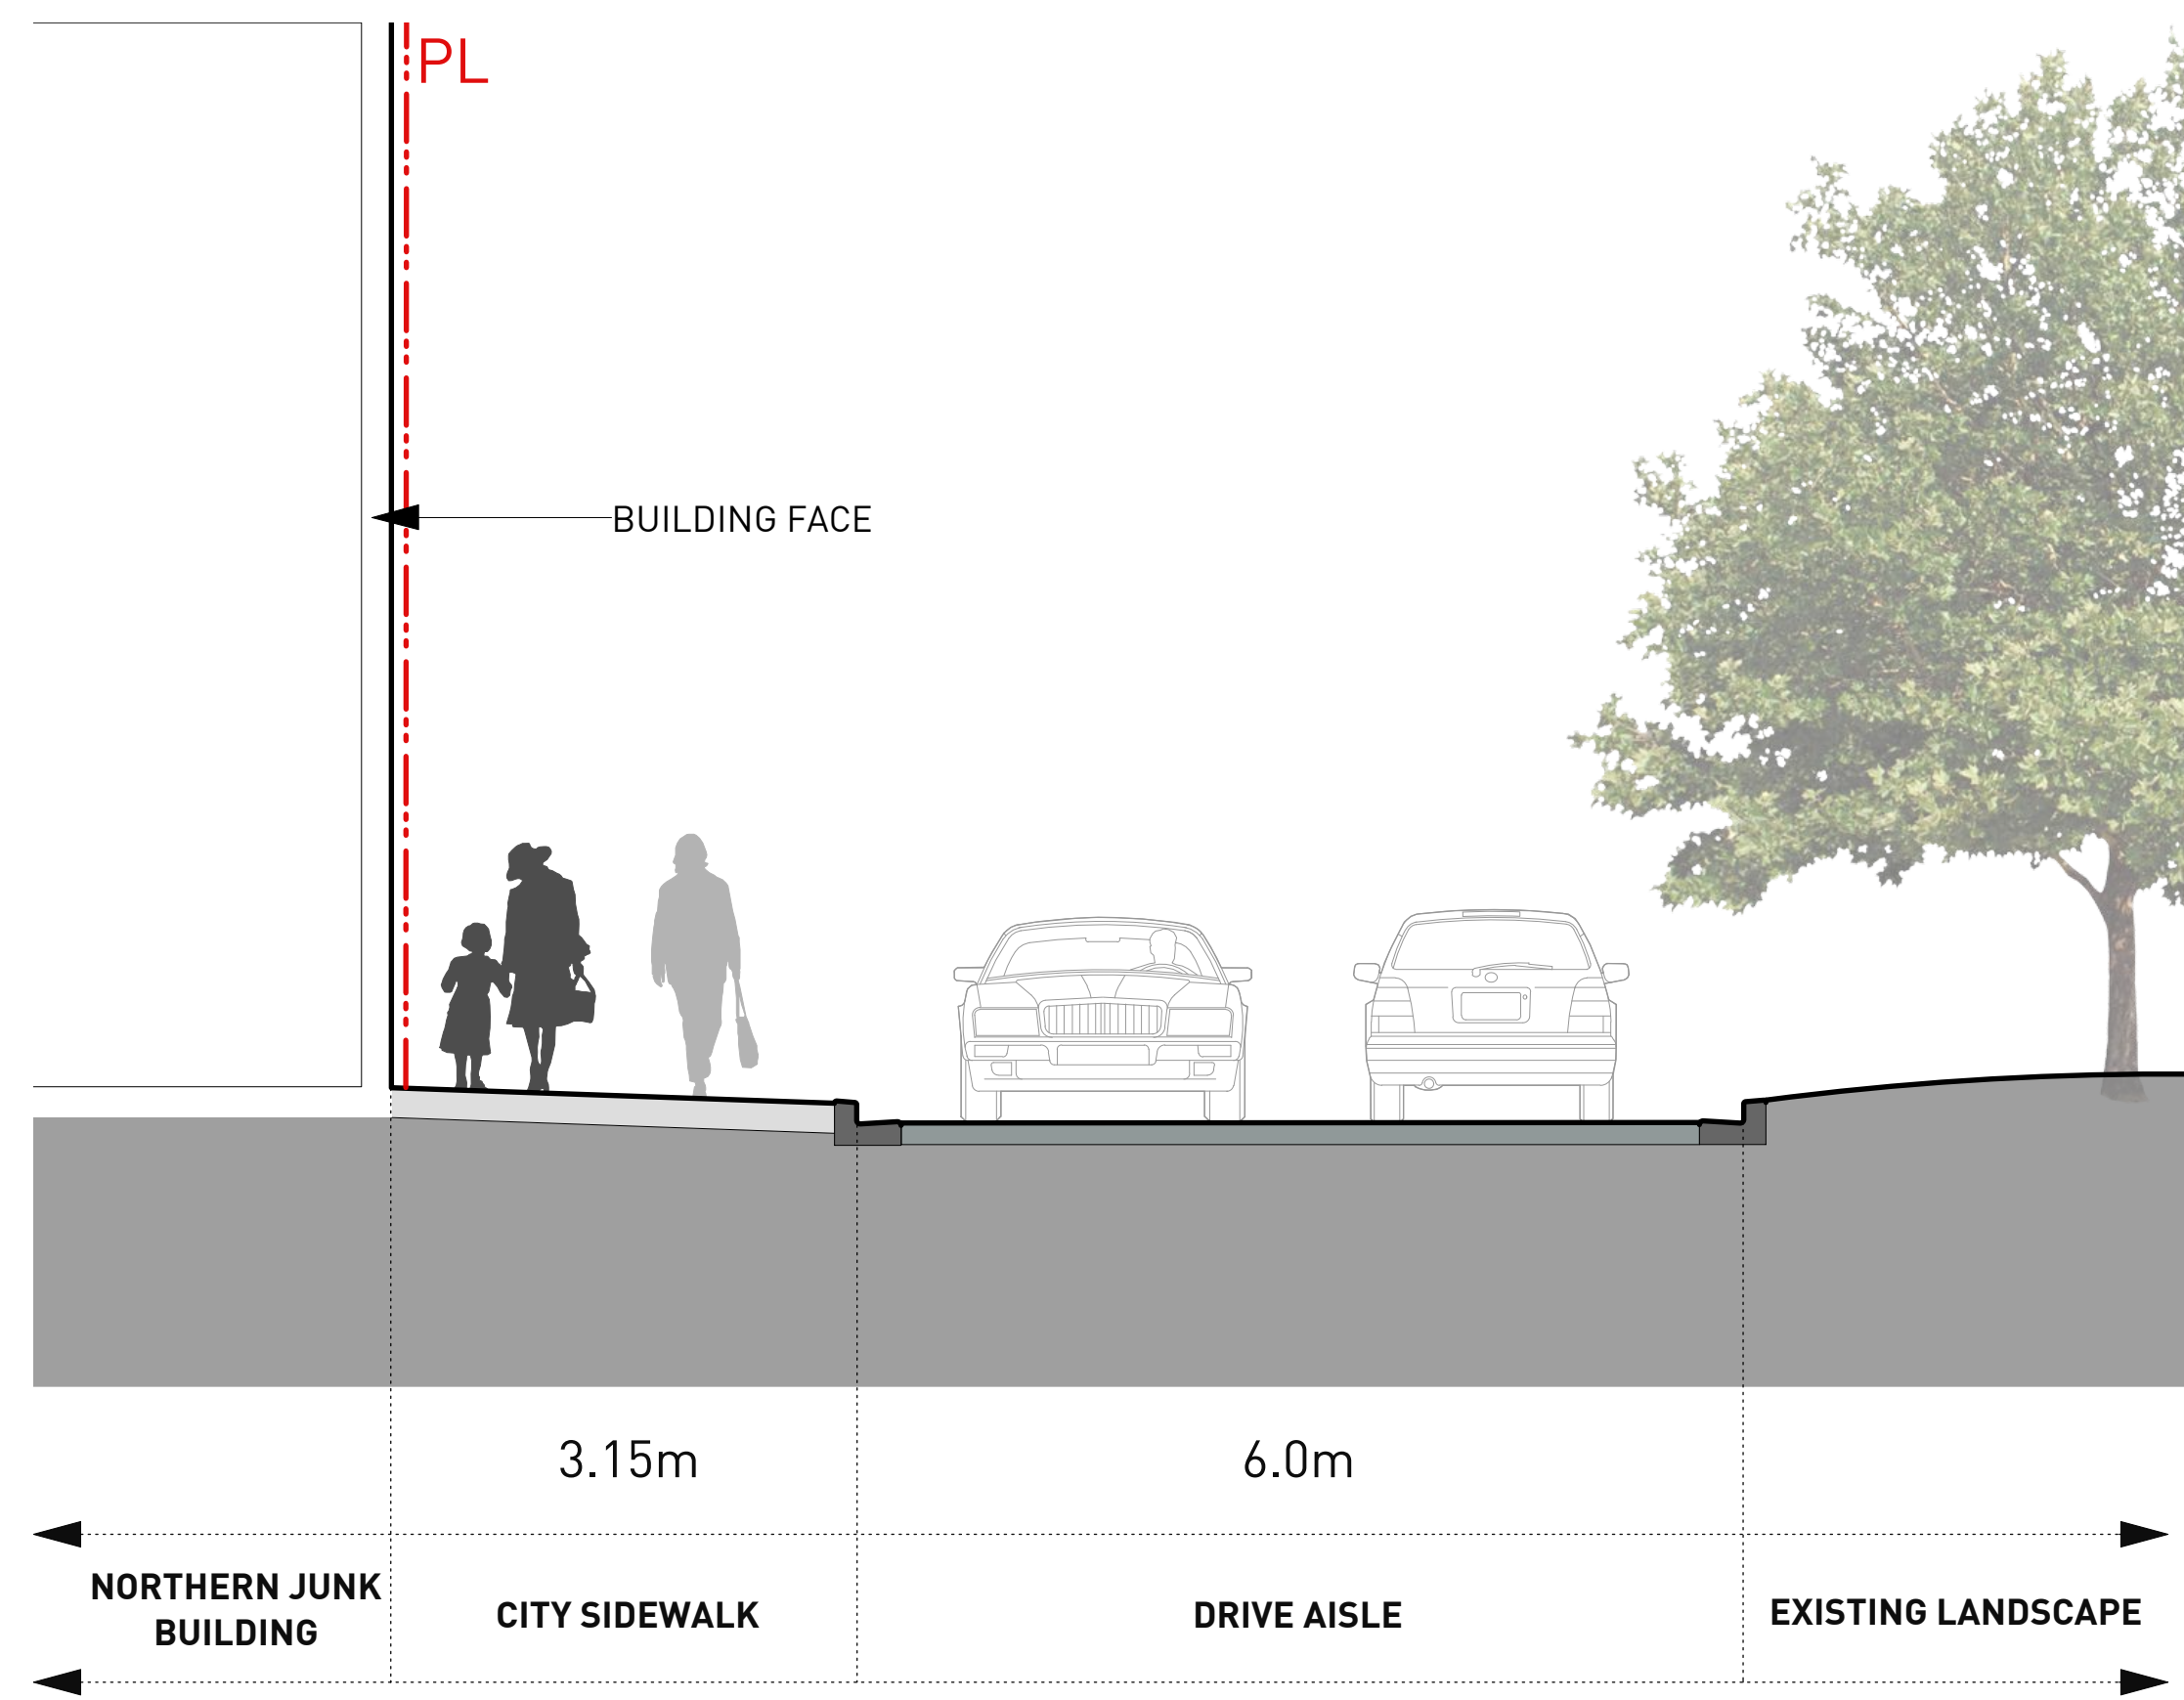 PL
BUILDING FACE
3.15m
6.0m
NORTHERN JUNK
BUILDING
CITY SIDEWALK
DRIVE AISLE
EXISTING LANDSCAPE